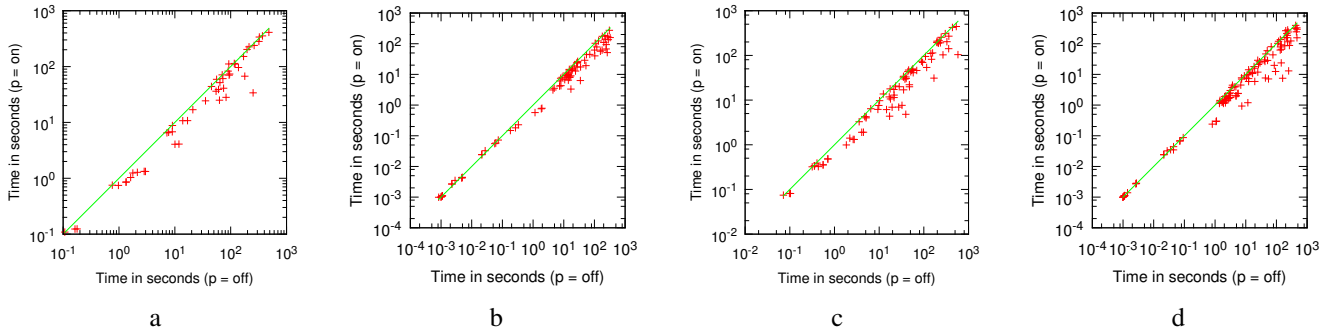 10^3
10^2
10^1
10^0
10^-1
10^-1 10^0 10^1 10^2 10^3
Time in seconds (p = on)
Time in seconds (p = off)
a
10^3
10^2
10^1
10^0
10^-1
10^-2
10^-3
10^-4
10^-4 10^-3 10^-2 10^-1 10^0 10^1 10^2 10^3
Time in seconds (p = on)
Time in seconds (p = off)
b
10^3
10^2
10^1
10^0
10^-1
10^-2
10^-2 10^-1 10^0 10^1 10^2 10^3
Time in seconds (p = on)
Time in seconds (p = off)
c
10^3
10^2
10^1
10^0
10^-1
10^-2
10^-3
10^-4
10^-4 10^-3 10^-2 10^-1 10^0 10^1 10^2 10^3
Time in seconds (p = on)
Time in seconds (p = off)
d